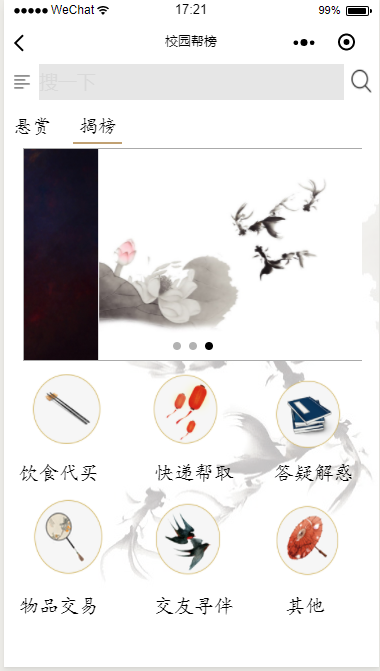 WeChat 17:21 99%
校园帮榜
搜一下
悬赏 揭榜
饮食代买 快递帮取 答疑解惑
物品交易 交友寻伴 其他